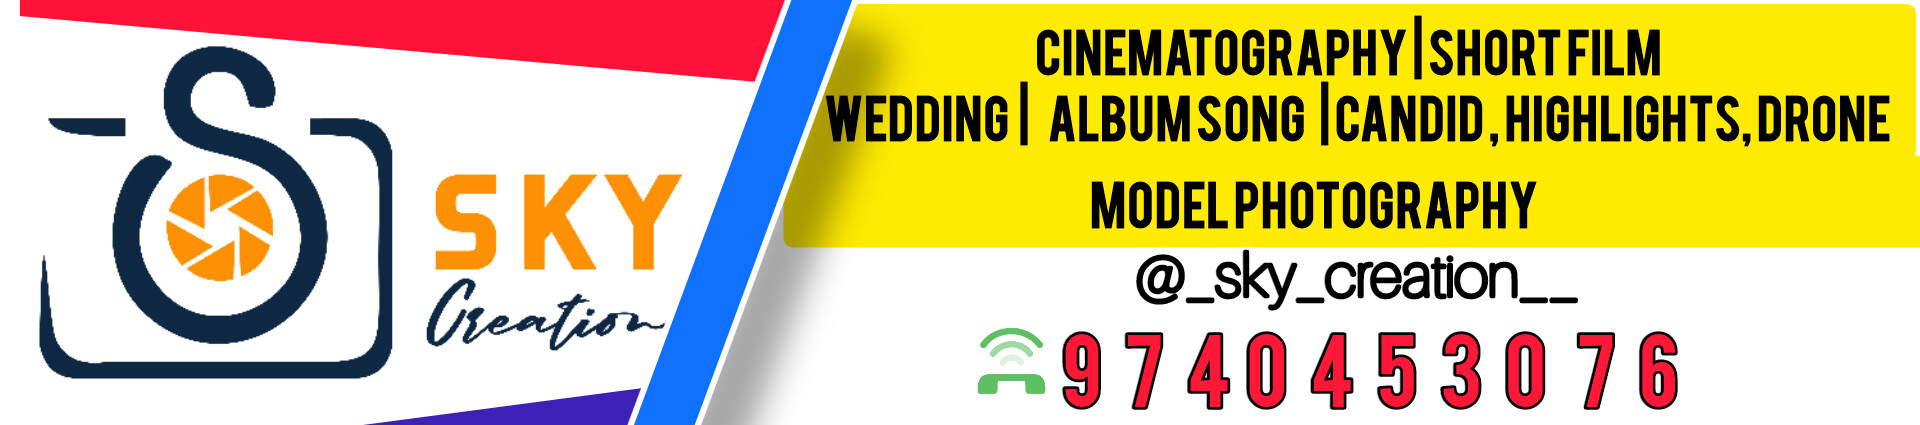 SKY
Creation
CINEMATOGRAPHY | SHORT FILM
WEDDING | ALBUM SONG | CANDID, HIGHLIGHTS, DRONE
MODEL PHOTOGRAPHY
@_sky_creation__
9740453076